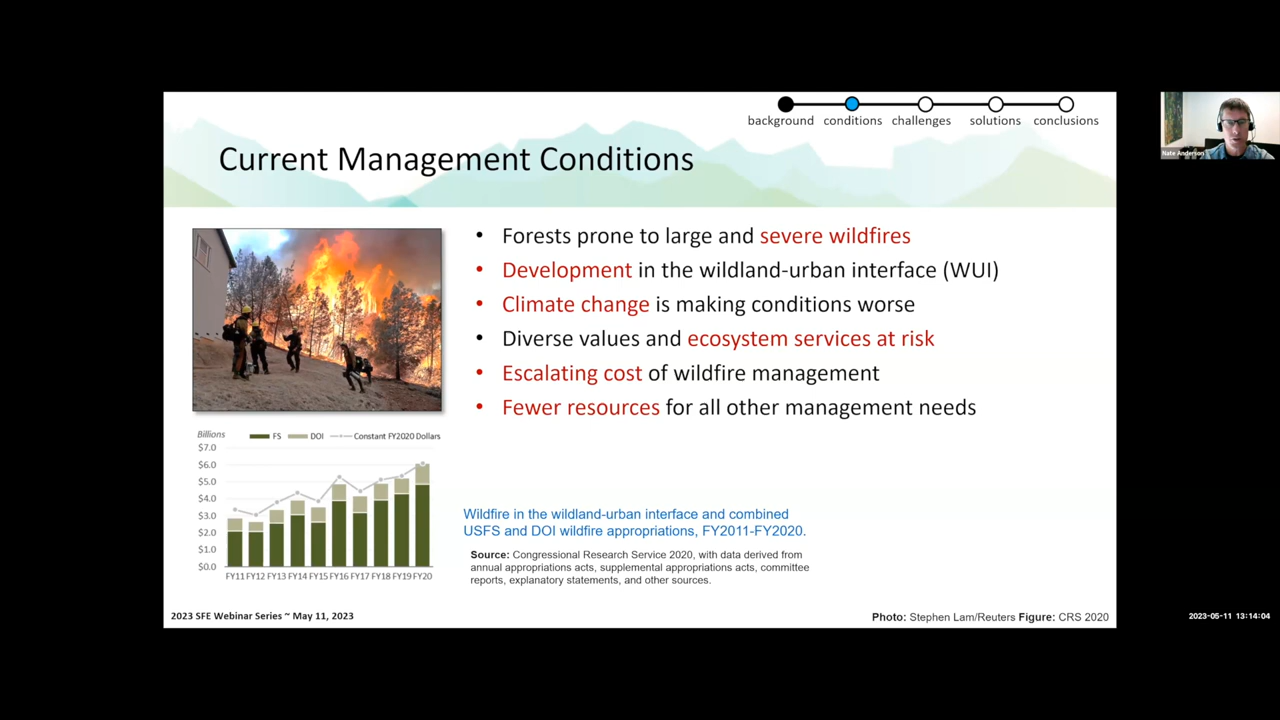 background conditions challenges solutions conclusions
Current Management Conditions
Nate Anderson
• Forests prone to large and severe wildfires
• Development in the wildland-urban interface (WUI)
• Climate change is making conditions worse
• Diverse values and ecosystem services at risk
• Escalating cost of wildfire management
• Fewer resources for all other management needs
Billions
FS DOI Constant FY2020 Dollars
$7.0
$6.0
$5.0
$4.0
$3.0
$2.0
$1.0
$0.0
FY11 FY12 FY13 FY14 FY15 FY16 FY17 FY18 FY19 FY20
Wildfire in the wildland-urban interface and combined
USFS and DOI wildfire appropriations, FY2011-FY2020.
Source: Congressional Research Service 2020, with data derived from
annual appropriations acts, supplemental appropriations acts, committee
reports, explanatory statements, and other sources.
2023 SFE Webinar Series ~ May 11, 2023
Photo: Stephen Lam/Reuters Figure: CRS 2020
2023-05-11 13:14:04